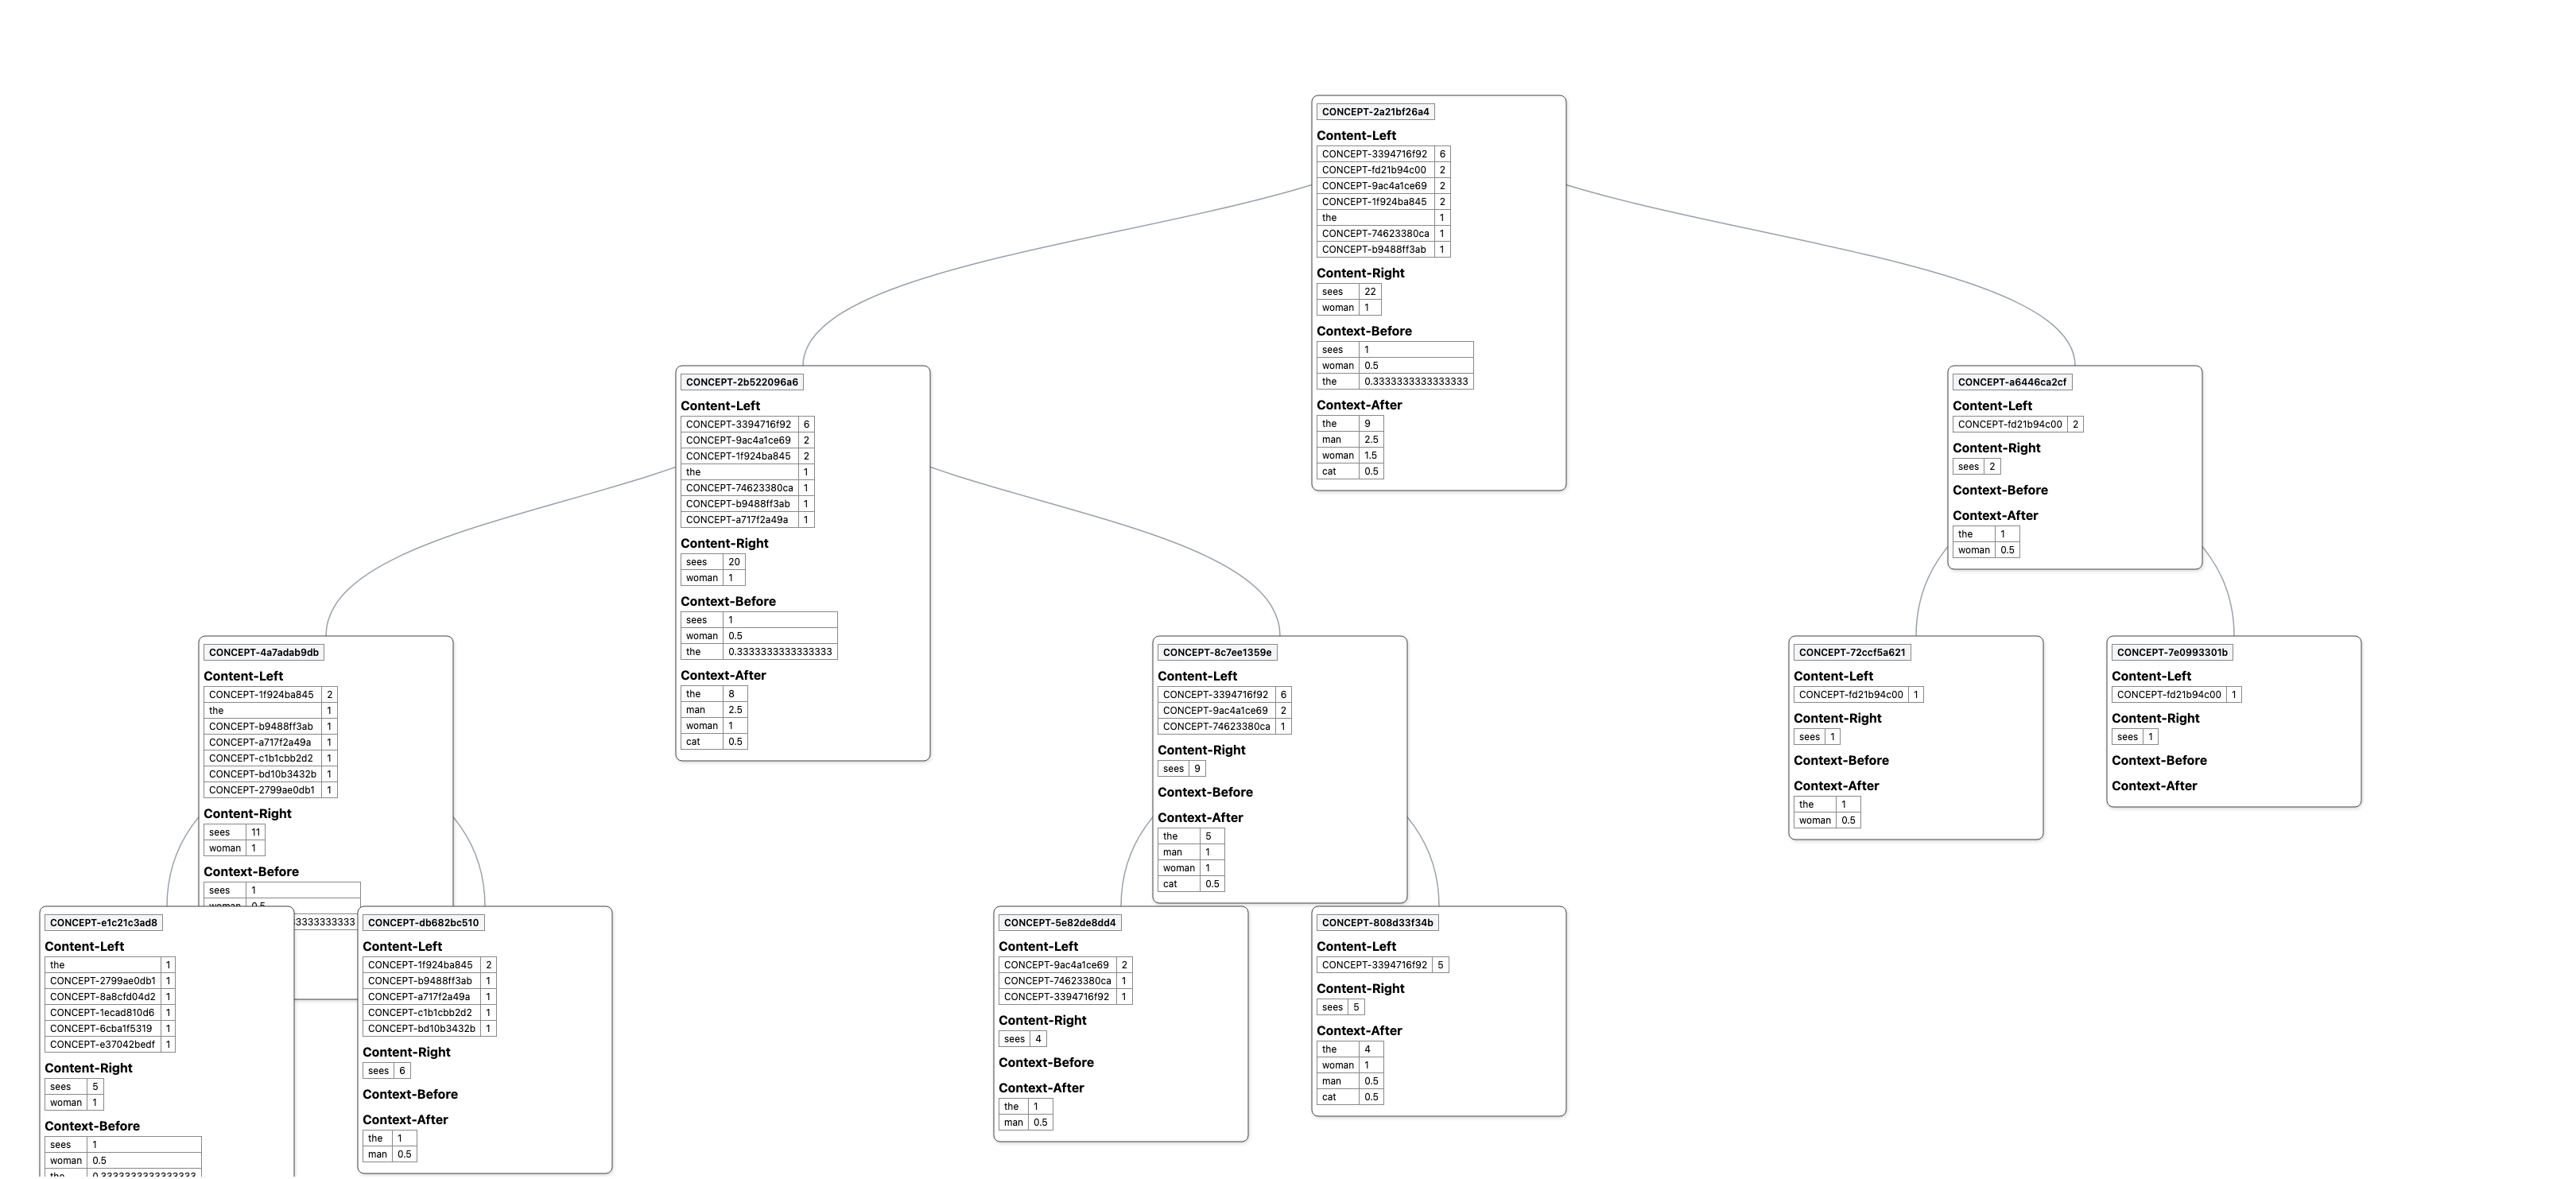 CONCEPT-2a21bf26a4
Content-Left
CONCEPT-3394716f92 6
CONCEPT-fd21b94c00 2
CONCEPT-9ac4a1ce69 2
CONCEPT-1f924ba845 2
the 1
CONCEPT-74623380ca 1
CONCEPT-b9488ff3ab 1
Content-Right
sees 22
woman 1
Context-Before
sees 1
woman 0.5
the 0.3333333333333333
Context-After
the 9
man 2.5
woman 1.5
cat 0.5
CONCEPT-2b522096a6
Content-Left
CONCEPT-3394716f92 6
CONCEPT-9ac4a1ce69 2
CONCEPT-1f924ba845 2
the 1
CONCEPT-74623380ca 1
CONCEPT-b9488ff3ab 1
CONCEPT-a717f2a49a 1
Content-Right
sees 20
woman 1
Context-Before
sees 1
woman 0.5
the 0.3333333333333333
Context-After
the 8
man 2.5
woman 1
cat 0.5
CONCEPT-a6446ca2cf
Content-Left
CONCEPT-fd21b94c00 2
Content-Right
sees 2
Context-Before
Context-After
the 1
woman 0.5
CONCEPT-4a7adab9db
Content-Left
CONCEPT-1f924ba845 2
the 1
CONCEPT-b9488ff3ab 1
CONCEPT-a717f2a49a 1
CONCEPT-c1b1cbb2d2 1
CONCEPT-bd10b3432b 1
CONCEPT-2799ae0db1 1
Content-Right
sees 11
woman 1
Context-Before
sees 1
woman 0.5
CONCEPT-8c7ee1359e
Content-Left
CONCEPT-3394716f92 6
CONCEPT-9ac4a1ce69 2
CONCEPT-74623380ca 1
Content-Right
sees 9
Context-Before
Context-After
the 5
man 1
woman 1
cat 0.5
CONCEPT-72ccf5a621
Content-Left
CONCEPT-fd21b94c00 1
Content-Right
sees 1
Context-Before
Context-After
the 1
woman 0.5
CONCEPT-7e0993301b
Content-Left
CONCEPT-fd21b94c00 1
Content-Right
sees 1
Context-Before
Context-After
CONCEPT-e1c21c3ad8
Content-Left
the 1
CONCEPT-2799ae0db1 1
CONCEPT-8a8cfd04d2 1
CONCEPT-1ecad810d6 1
CONCEPT-6cba1f5319 1
CONCEPT-e37042bedf 1
Content-Right
sees 5
woman 1
Context-Before
sees 1
woman 0.5
the 0.3333333333333333
CONCEPT-db682bc510
Content-Left
CONCEPT-1f924ba845 2
CONCEPT-b9488ff3ab 1
CONCEPT-a717f2a49a 1
CONCEPT-c1b1cbb2d2 1
CONCEPT-bd10b3432b 1
Content-Right
sees 6
Context-Before
Context-After
the 1
man 0.5
CONCEPT-5e82de8dd4
Content-Left
CONCEPT-9ac4a1ce69 2
CONCEPT-74623380ca 1
CONCEPT-3394716f92 1
Content-Right
sees 4
Context-Before
Context-After
the 1
man 0.5
CONCEPT-808d33f34b
Content-Left
CONCEPT-3394716f92 5
Content-Right
sees 5
Context-After
the 4
woman 1
man 0.5
cat 0.5